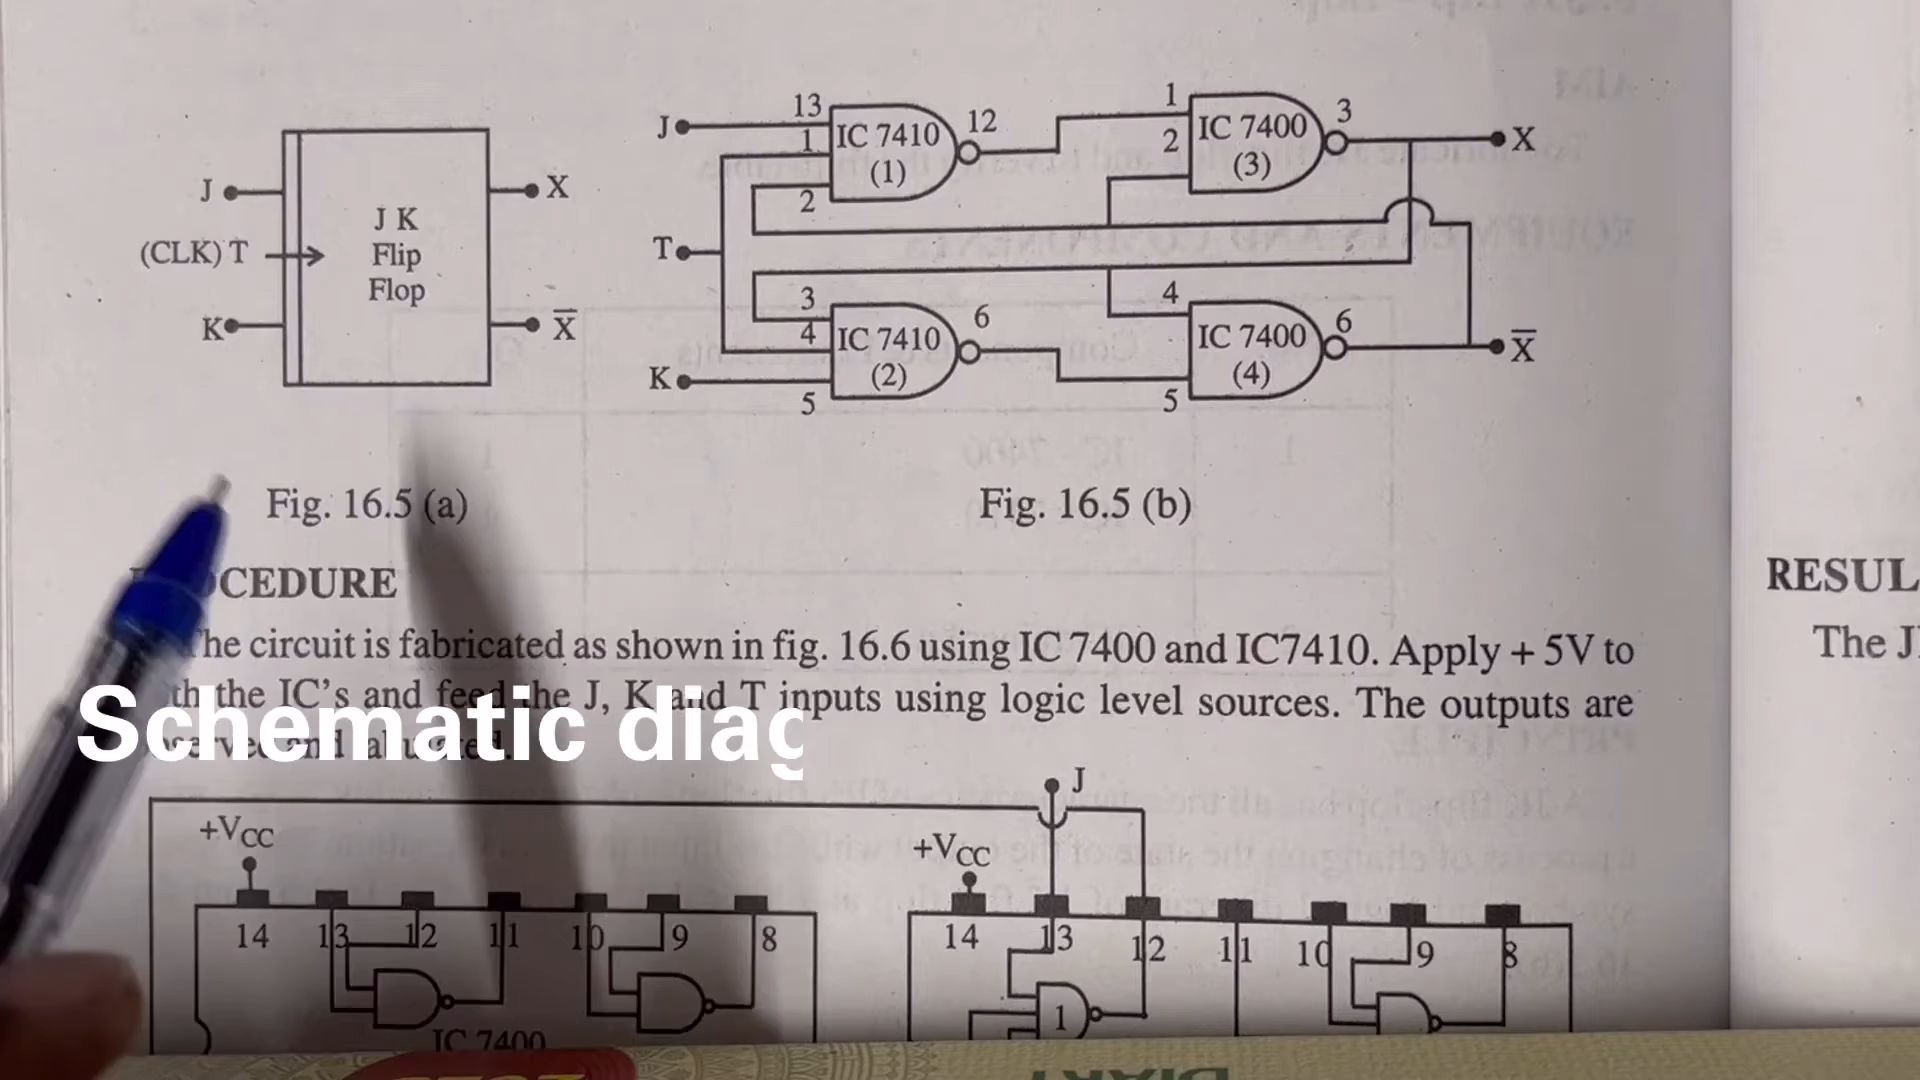 J
(CLK) T
K
J K
Flip
Flop
X
X̅
Fig. 16.5 (a)
J
T
K
13
1
2
IC 7410
(1)
12
3
4
5
IC 7410
(2)
6
1
2
IC 7400
(3)
3
X
4
5
IC 7400
(4)
6
X̅
Fig. 16.5 (b)
CEDURE
The circuit is fabricated as shown in fig. 16.6 using IC 7400 and IC7410. Apply + 5V to
the IC's and feed the J, K and T inputs using logic level sources. The outputs are
Schematic diag
RESUL
The J
+VCC
14 13 12 11 10 9 8
IC 7400
J
+VCC
14 13 12 11 10 9 8
1